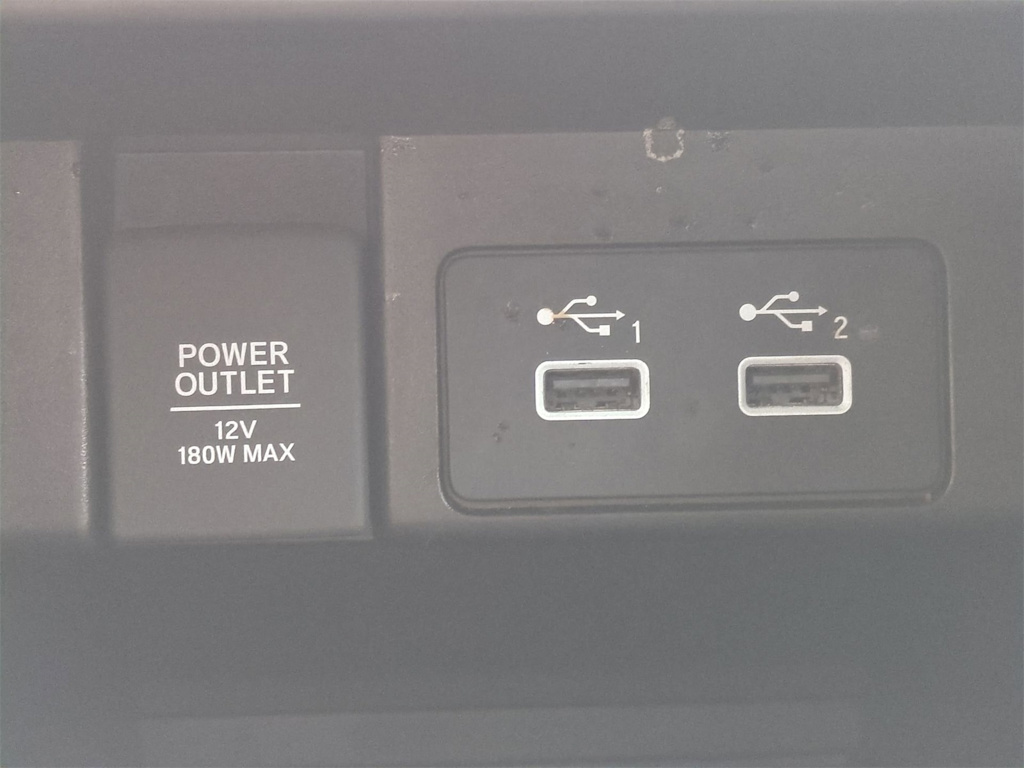 POWER
OUTLET
12V
180W MAX
1
2